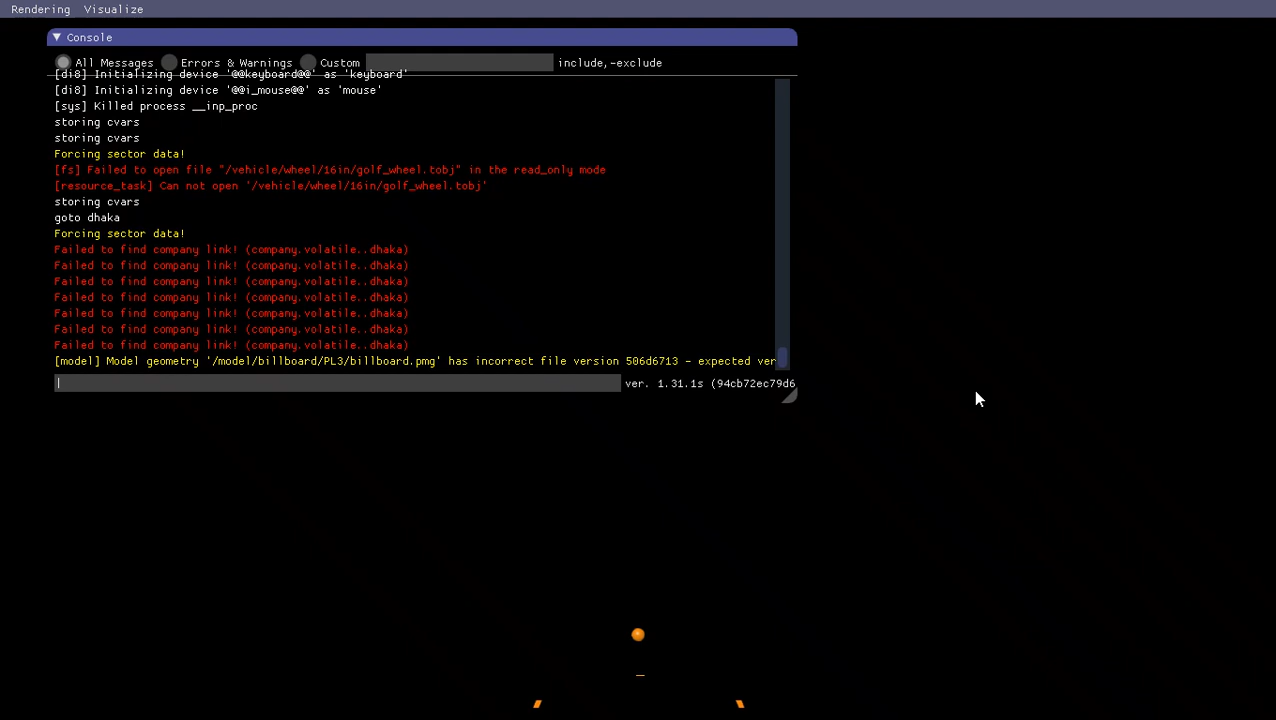 Rendering Visualize
Console
All Messages Errors & Warnings Custom include,-exclude
[di8] Initializing device '@@keyboard@@' as 'keyboard'
[di8] Initializing device '@@i_mouse@@' as 'mouse'
[sys] Killed process __inp_proc
storing cvars
storing cvars
Forcing sector data!
[fs] Failed to open file "/vehicle/wheel/16in/golf_wheel.tobj" in the read_only mode
[resource_task] Can not open '/vehicle/wheel/16in/golf_wheel.tobj'
storing cvars
goto dhaka
Forcing sector data!
Failed to find company link! (company.volatile..dhaka)
Failed to find company link! (company.volatile..dhaka)
Failed to find company link! (company.volatile..dhaka)
Failed to find company link! (company.volatile..dhaka)
Failed to find company link! (company.volatile..dhaka)
Failed to find company link! (company.volatile..dhaka)
Failed to find company link! (company.volatile..dhaka)
[model] Model geometry '/model/billboard/PL3/billboard.pmg' has incorrect file version 506d6713 - expected ver
ver. 1.31.1s (94cb72ec79d6